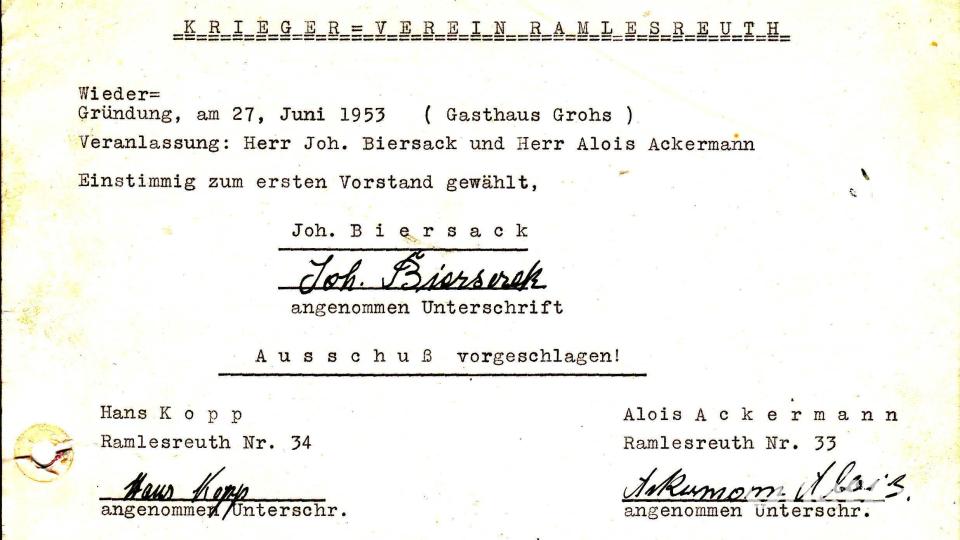 K R I E G E R = V E R E I N  R A M L E S R E U T H
Wieder=
Gründung, am 27, Juni 1953 ( Gasthaus Grohs )
Veranlassung: Herr Joh. Biersack und Herr Alois Ackermann
Einstimmig zum ersten Vorstand gewählt,
Joh. B i e r s a c k
Joh. Biersack
angenommen Unterschrift
A u s s c h u ß vorgeschlagen!
Hans K o p p
Alois A c k e r m a n n
Ramlesreuth Nr. 34
Ramlesreuth Nr. 33
Hans Kopp
Ackermann Alois.
angenommen Unterschr.
angenommen Unterschr.